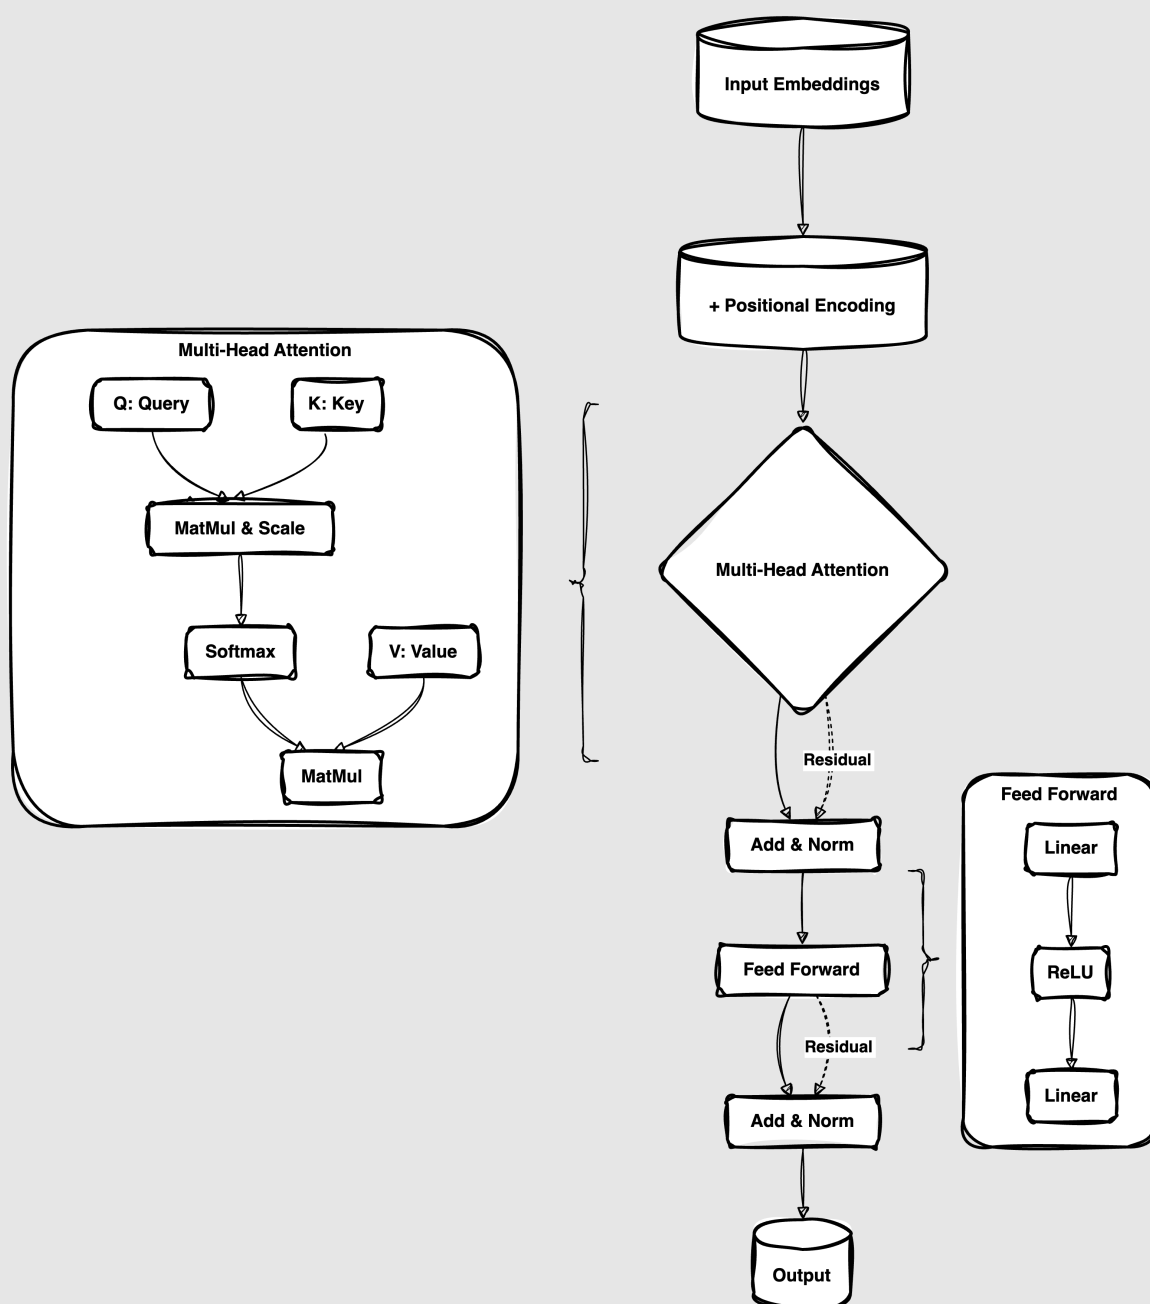 Input Embeddings
+ Positional Encoding
Multi-Head Attention
Q: Query
K: Key
MatMul & Scale
Softmax
V: Value
MatMul
Multi-Head Attention
Residual
Add & Norm
Feed Forward
Residual
Add & Norm
Output
Feed Forward
Linear
ReLU
Linear